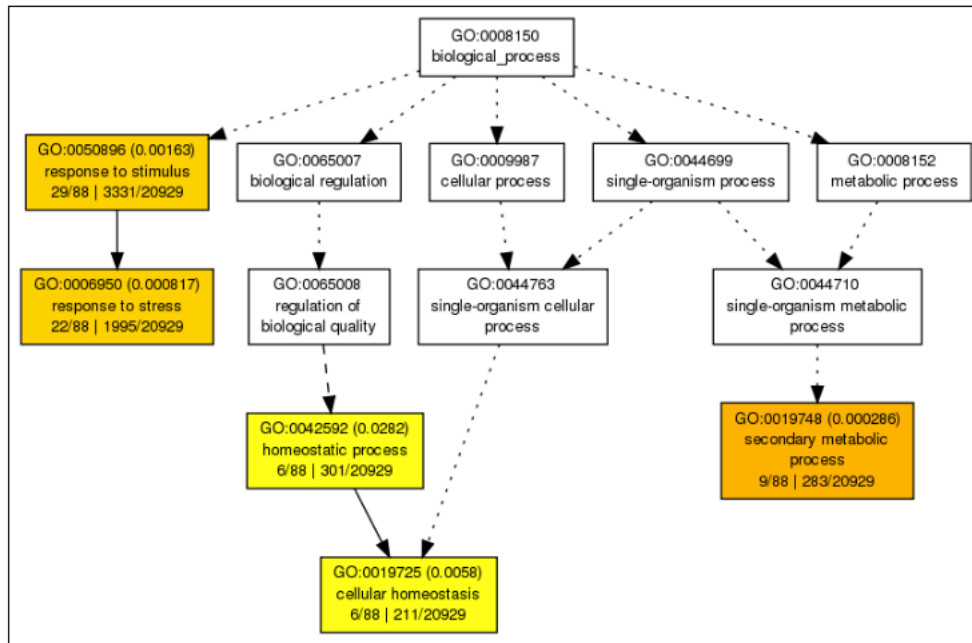 GO:0008150
biological_process
GO:0050896 (0.00163)
response to stimulus
29/88 | 3331/20929
GO:0065007
biological regulation
GO:0009987
cellular process
GO:0044699
single-organism process
GO:0008152
metabolic process
GO:0006950 (0.000817)
response to stress
22/88 | 1995/20929
GO:0065008
regulation of
biological quality
GO:0044763
single-organism cellular
process
GO:0044710
single-organism metabolic
process
GO:0042592 (0.0282)
homeostatic process
6/88 | 301/20929
GO:0019748 (0.000286)
secondary metabolic
process
9/88 | 283/20929
GO:0019725 (0.0058)
cellular homeostasis
6/88 | 211/20929